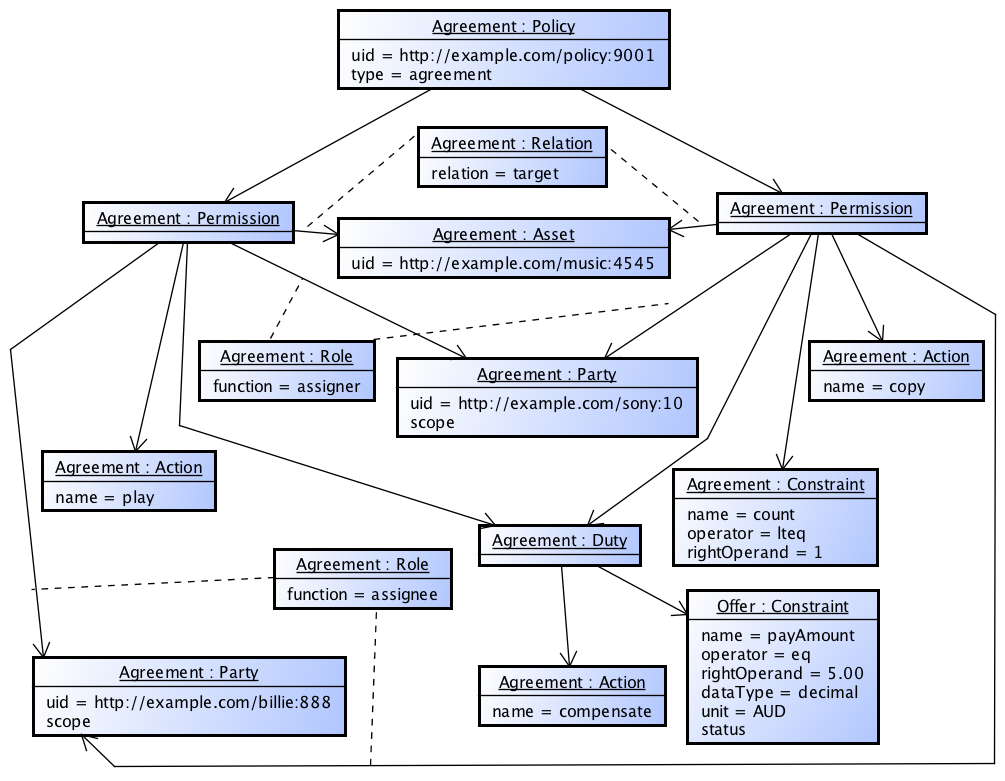 Agreement : Policy
uid = http://example.com/policy:9001
type = agreement
Agreement : Relation
relation = target
Agreement : Permission
Agreement : Permission
Agreement : Asset
uid = http://example.com/music:4545
Agreement : Role
function = assigner
Agreement : Party
uid = http://example.com/sony:10
scope
Agreement : Action
name = copy
Agreement : Action
name = play
Agreement : Constraint
name = count
operator = lteq
rightOperand = 1
Agreement : Duty
Agreement : Role
function = assignee
Offer : Constraint
name = payAmount
operator = eq
rightOperand = 5.00
dataType = decimal
unit = AUD
status
Agreement : Party
uid = http://example.com/billie:888
scope
Agreement : Action
name = compensate